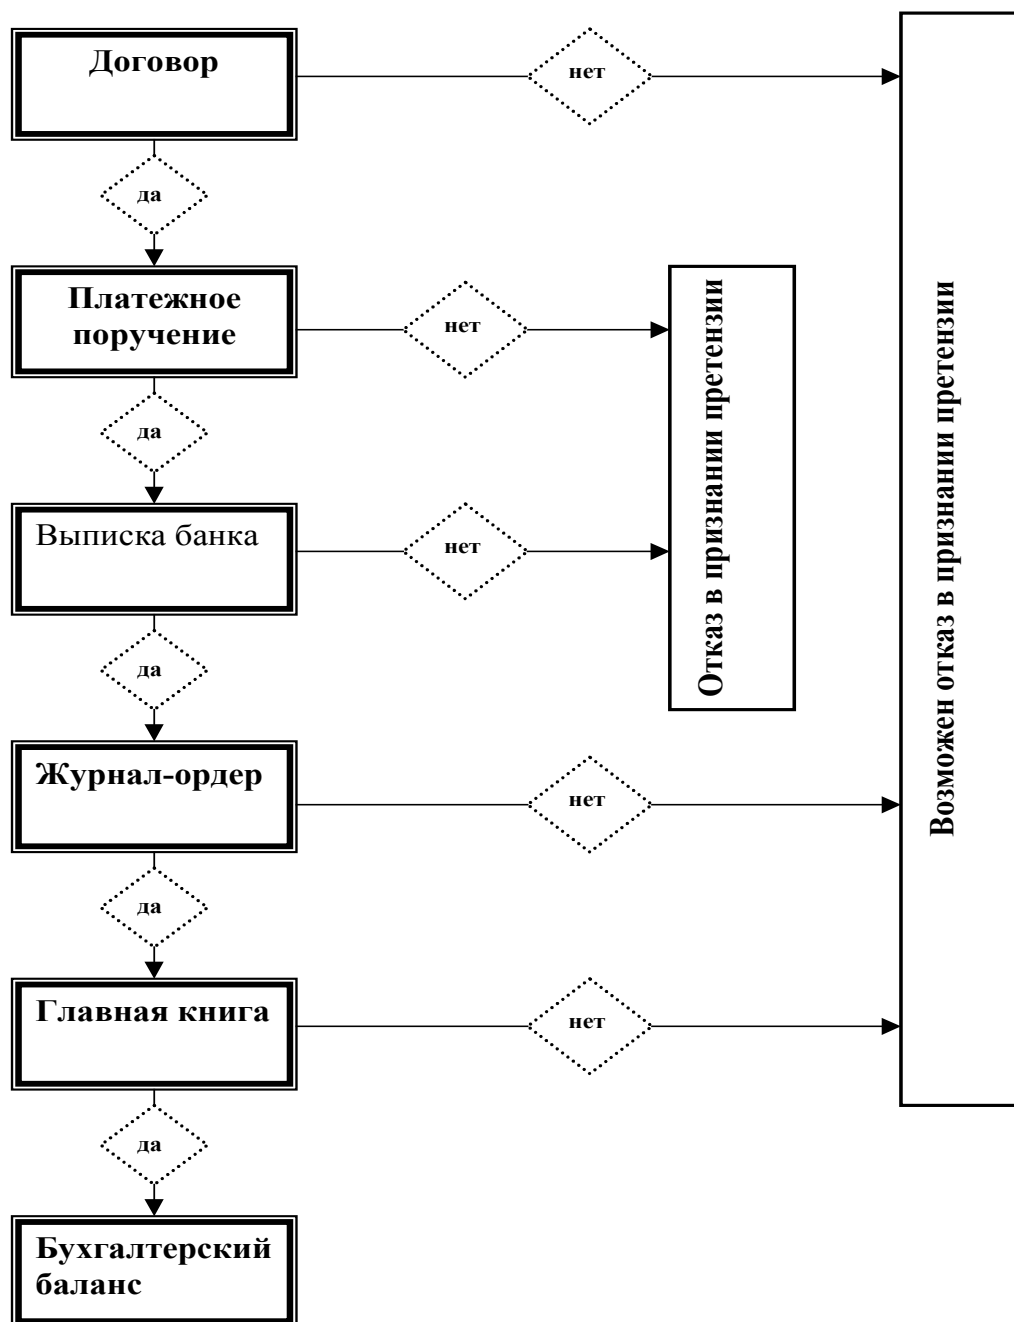 Договор
нет
да
Платежное
поручение
нет
да
Выписка банка
нет
да
Журнал-ордер
нет
да
Главная книга
нет
да
Бухгалтерский
баланс
Отказ в признании претензии
Возможен отказ в признании претензии